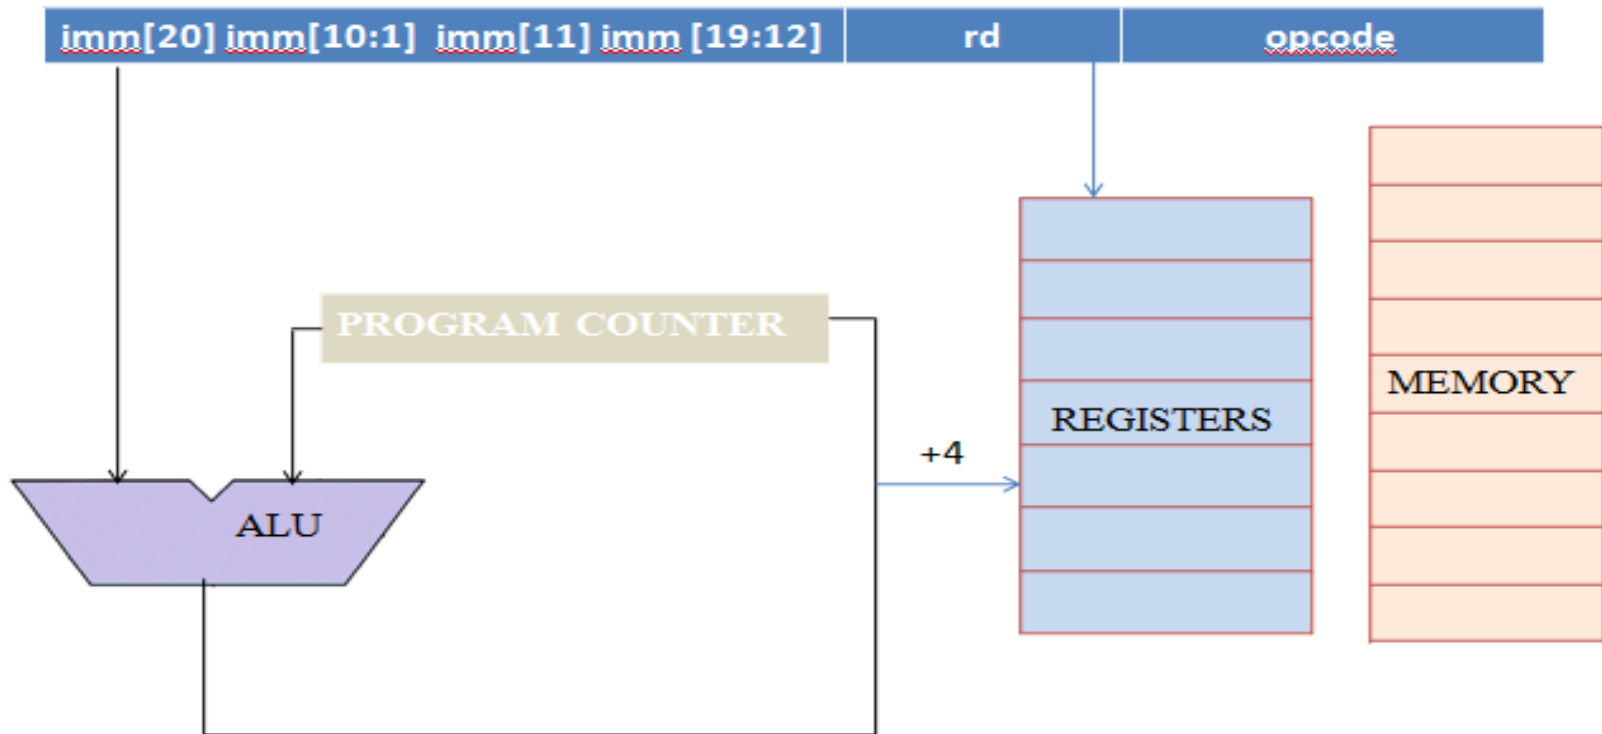 imm[20] imm[10:1] imm[11] imm [19:12] rd opcode
PROGRAM COUNTER
MEMORY
REGISTERS
+4
ALU